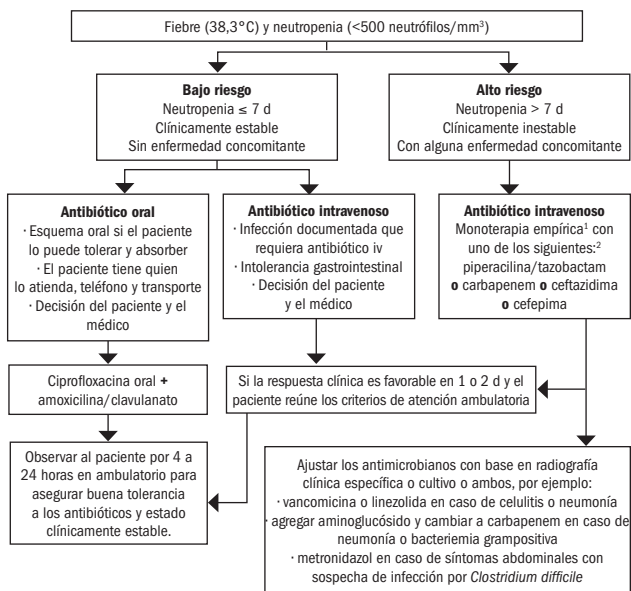 Fiebre (38,3°C) y neutropenia (<500 neutrófilos/mm³)
Bajo riesgo
Neutropenia ≤ 7 d
Clínicamente estable
Sin enfermedad concomitante
Alto riesgo
Neutropenia > 7 d
Clínicamente inestable
Con alguna enfermedad concomitante
Antibiótico oral
· Esquema oral si el paciente
lo puede tolerar y absorber
· El paciente tiene quien
lo atienda, teléfono y transporte
· Decisión del paciente y el
médico
Antibiótico intravenoso
· Infección documentada que
requiera antibiótico iv
· Intolerancia gastrointestinal
· Decisión del paciente
y el médico
Antibiótico intravenoso
Monoterapia empírica¹ con
uno de los siguientes:²
piperacilina/tazobactam
o carbapenem o ceftazidima
o cefepima
Ciprofloxacina oral +
amoxicilina/clavulanato
Si la respuesta clínica es favorable en 1 o 2 d y el
paciente reúne los criterios de atención ambulatoria
Observar al paciente por 4 a
24 horas en ambulatorio para
asegurar buena tolerancia
a los antibióticos y estado
clínicamente estable.
Ajustar los antimicrobianos con base en radiografía
clínica específica o cultivo o ambos, por ejemplo:
· vancomicina o linezolida en caso de celulitis o neumonía
· agregar aminoglucósido y cambiar a carbapenem en caso de
neumonía o bacteriemia grampositiva
· metronidazol en caso de síntomas abdominales con
sospecha de infección por Clostridium difficile